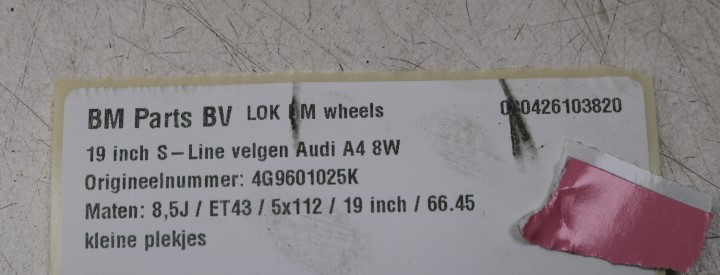 BM Parts BV LOK BM wheels 030426103820
19 inch S-Line velgen Audi A4 8W
Origineelnummer: 4G9601025K
Maten: 8,5J / ET43 / 5x112 / 19 inch / 66.45
kleine plekjes